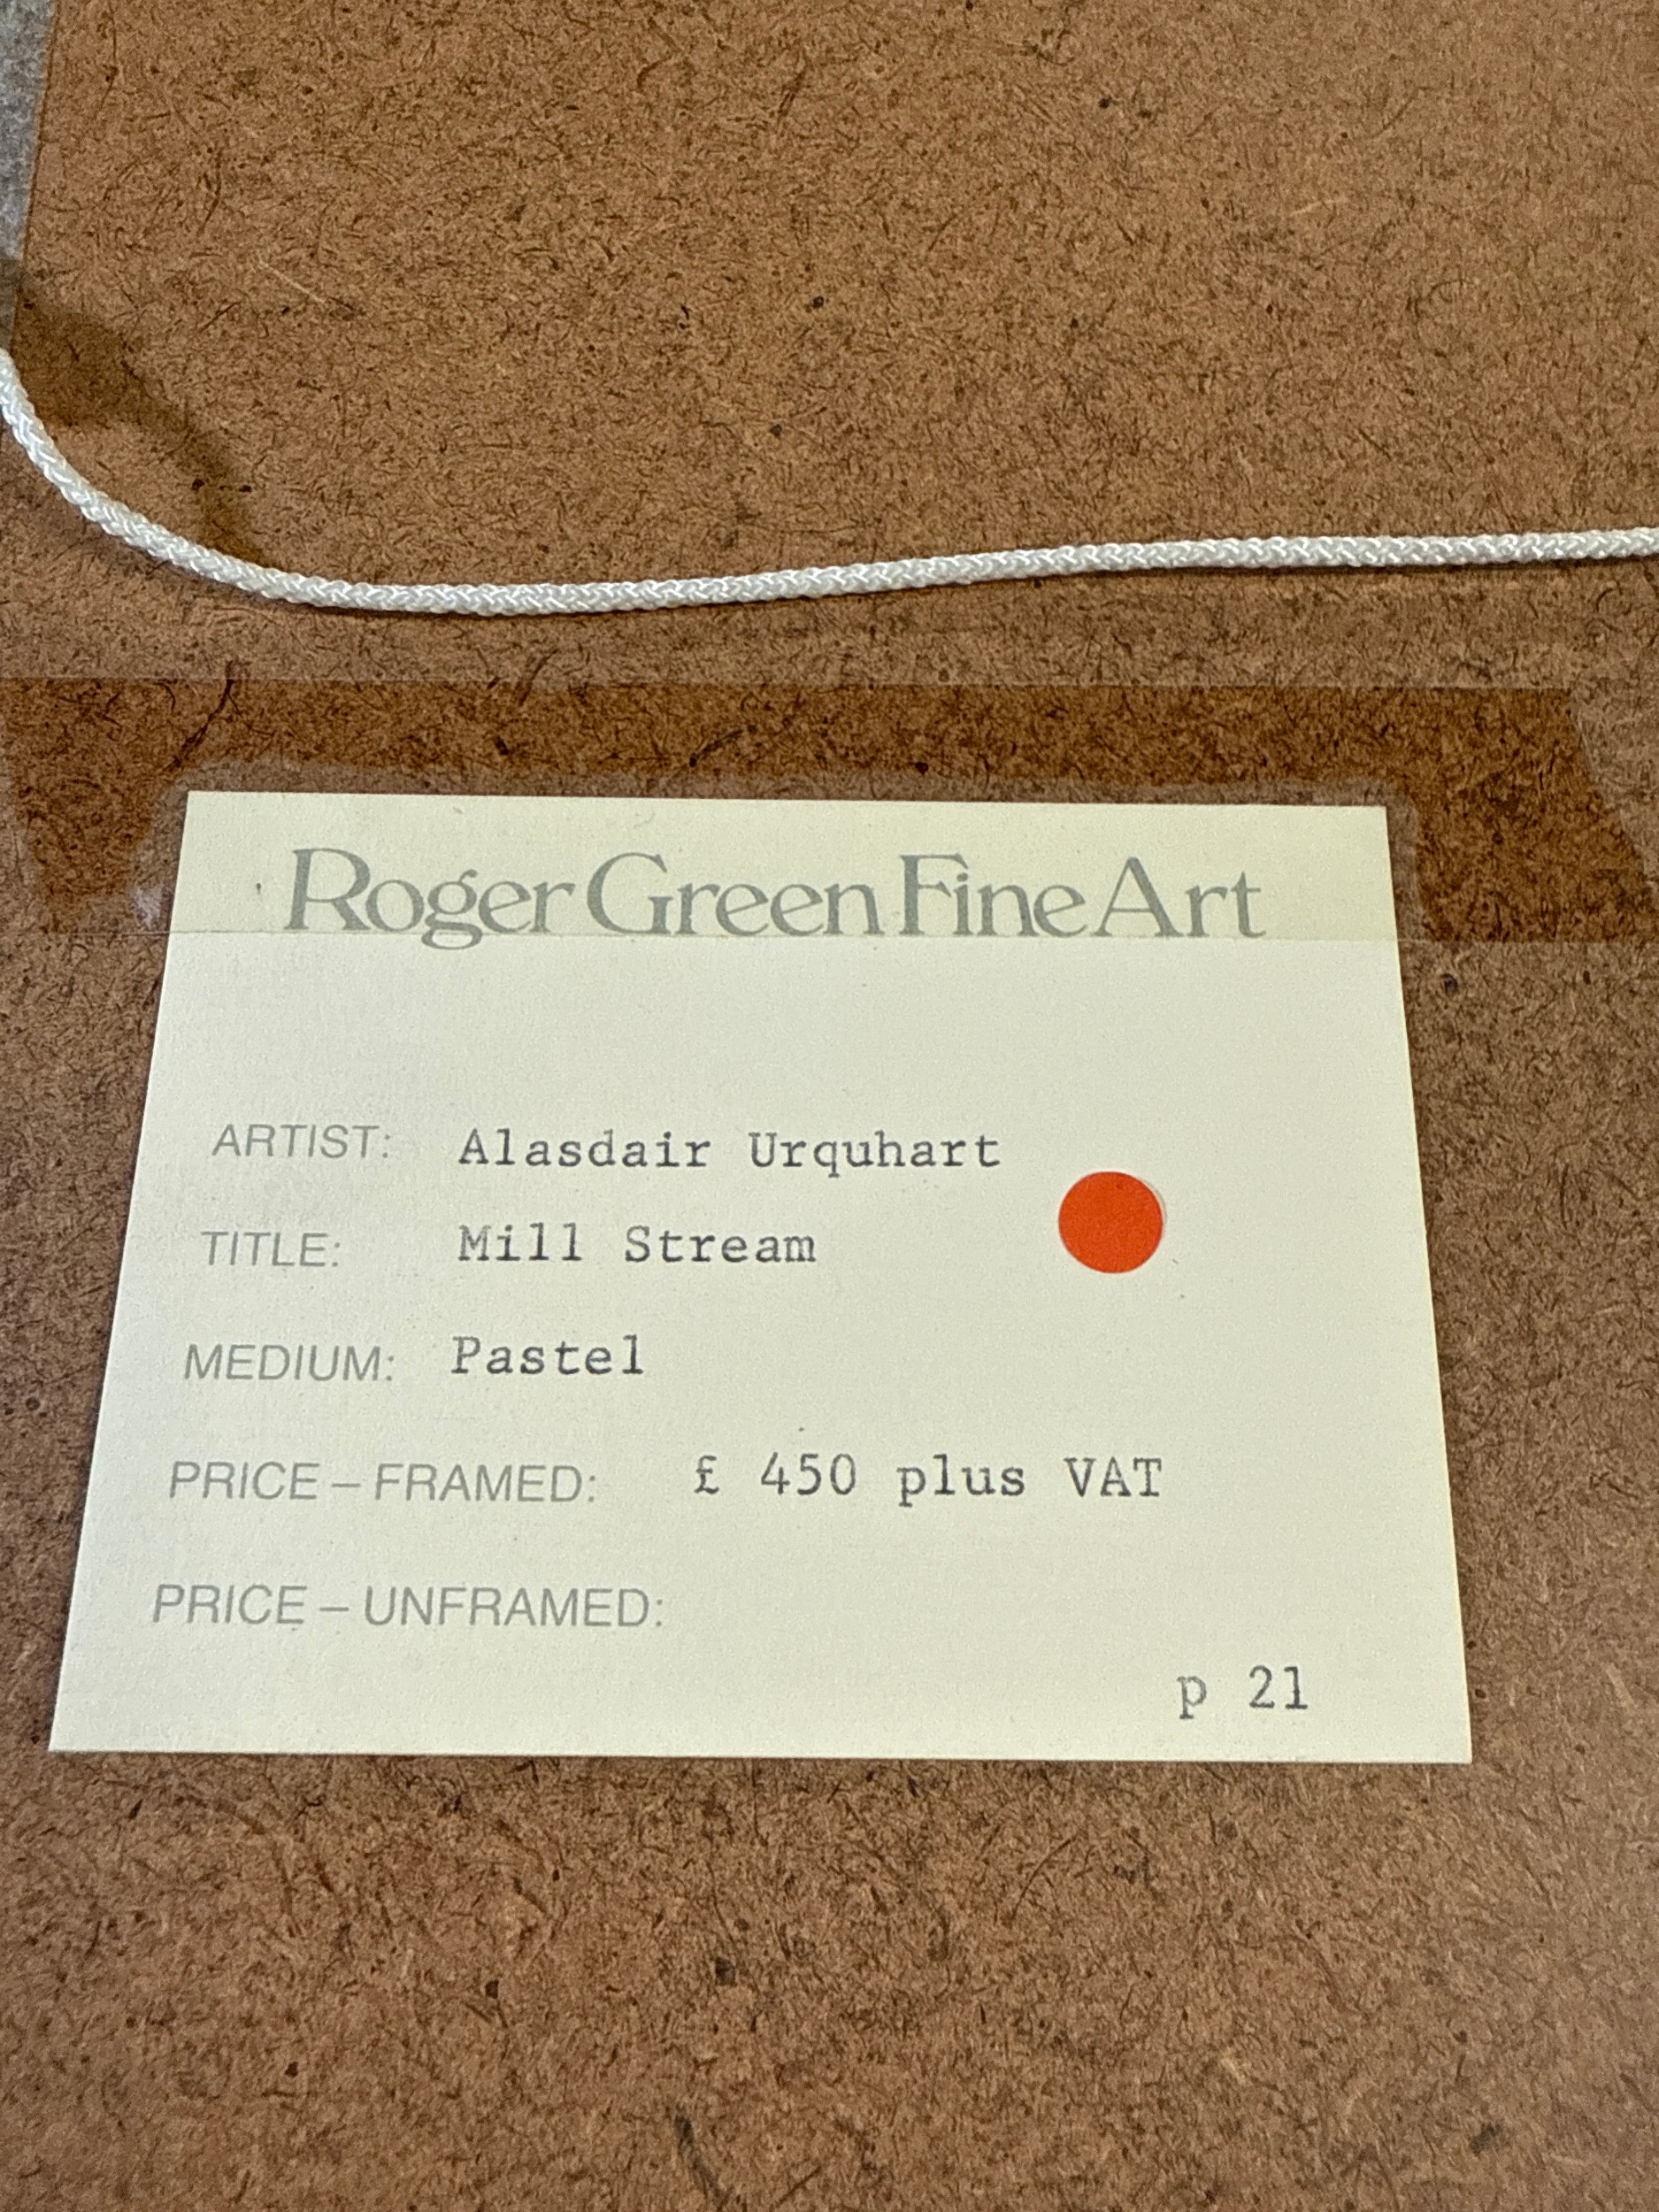 Roger Green Fine Art
ARTIST: Alasdair Urquhart
TITLE: Mill Stream
MEDIUM: Pastel
PRICE – FRAMED: £ 450 plus VAT
PRICE – UNFRAMED:
p 21